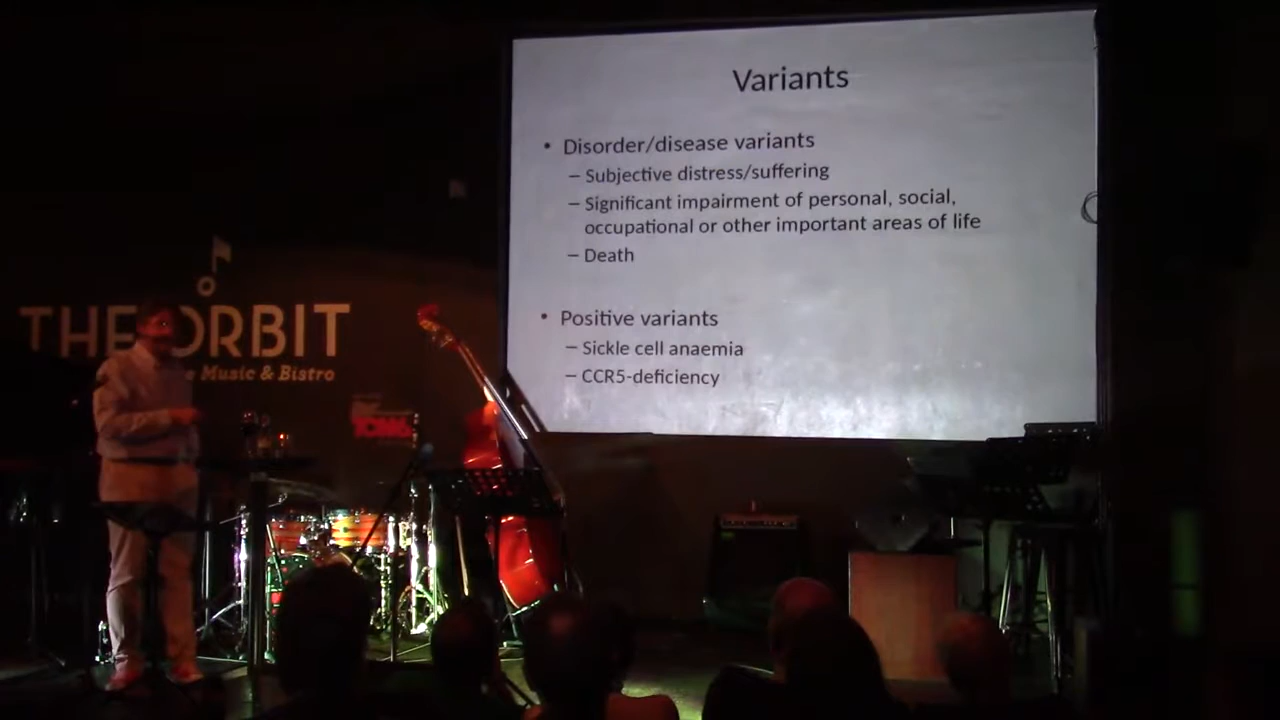 Variants
• Disorder/disease variants
– Subjective distress/suffering
– Significant impairment of personal, social,
occupational or other important areas of life
– Death
• Positive variants
– Sickle cell anaemia
– CCR5-deficiency
THE ORBIT
Music & Bistro